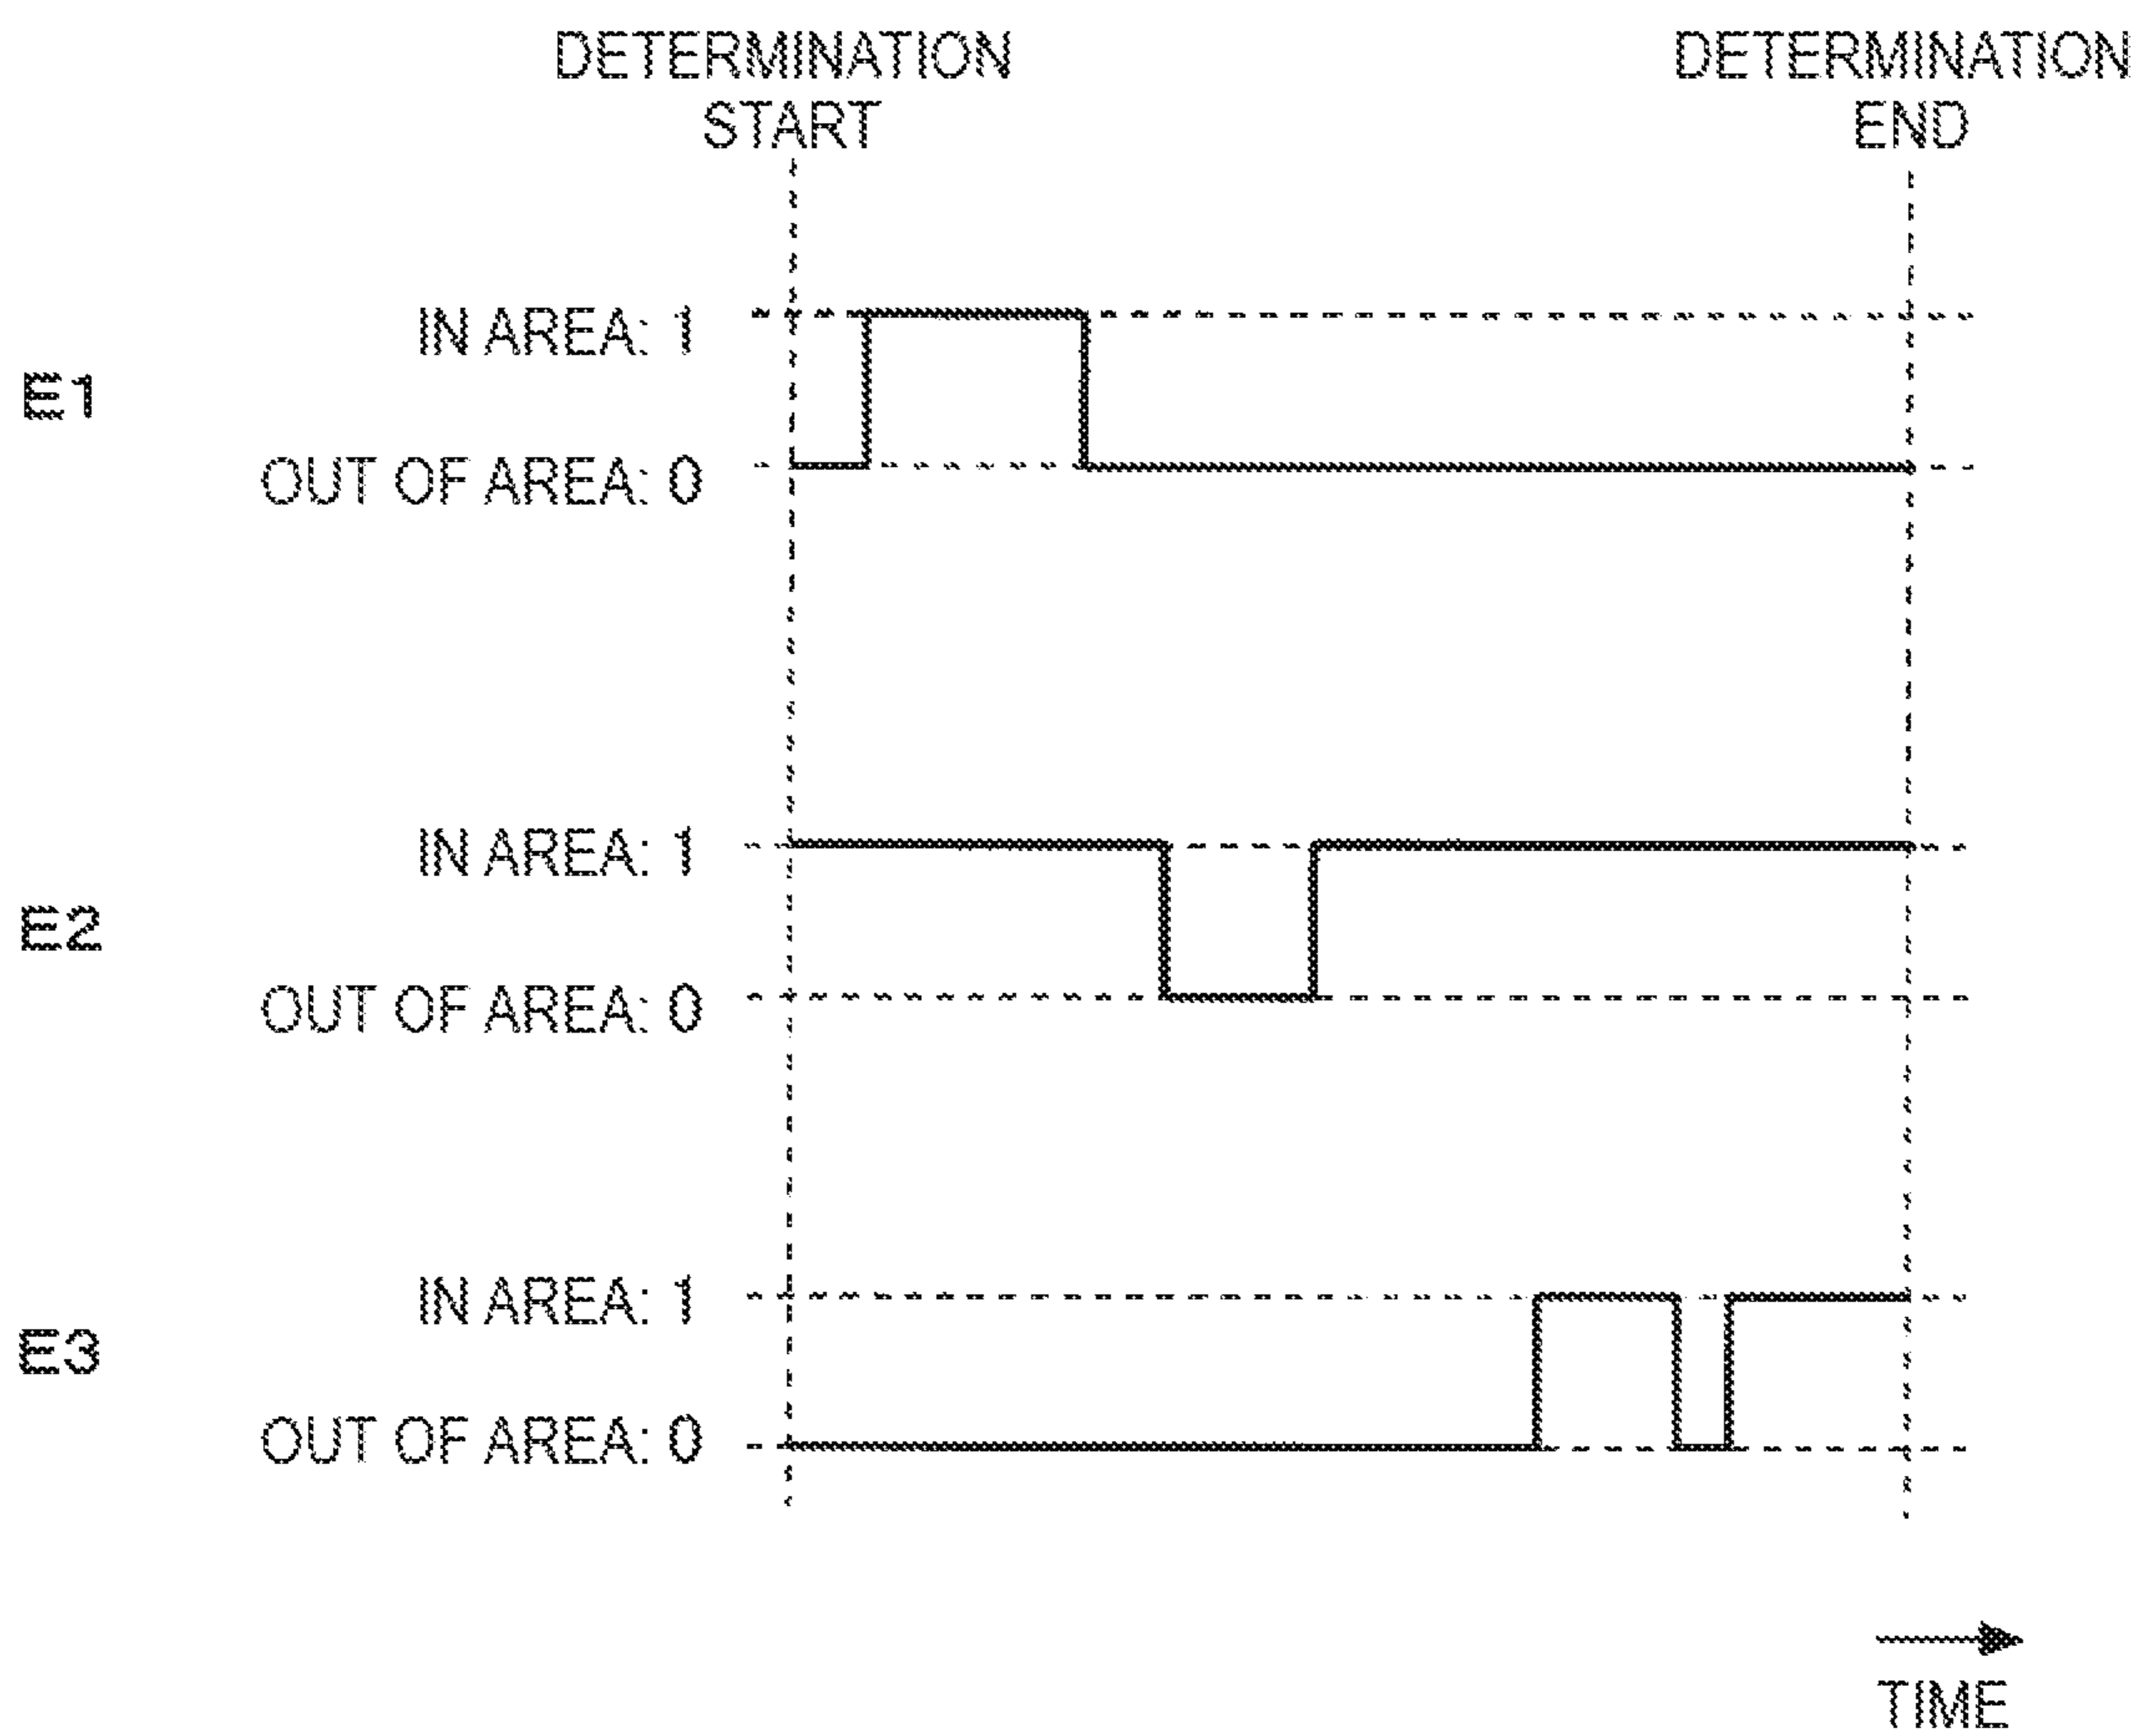 DETERMINATION
START
DETERMINATION
END
E1
IN AREA: 1
OUT OF AREA: 0
E2
IN AREA: 1
OUT OF AREA: 0
E3
IN AREA: 1
OUT OF AREA: 0
TIME